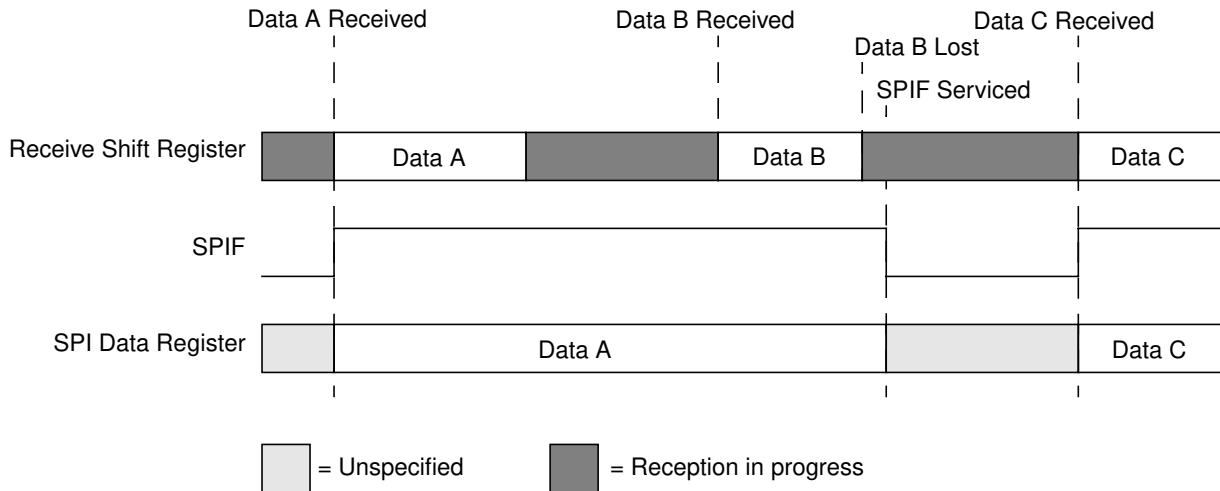 Data A Received
Data B Received
Data C Received
Data B Lost
SPIF Serviced
Receive Shift Register
Data A
Data B
Data C
SPIF
SPI Data Register
Data A
Data C
= Unspecified
= Reception in progress